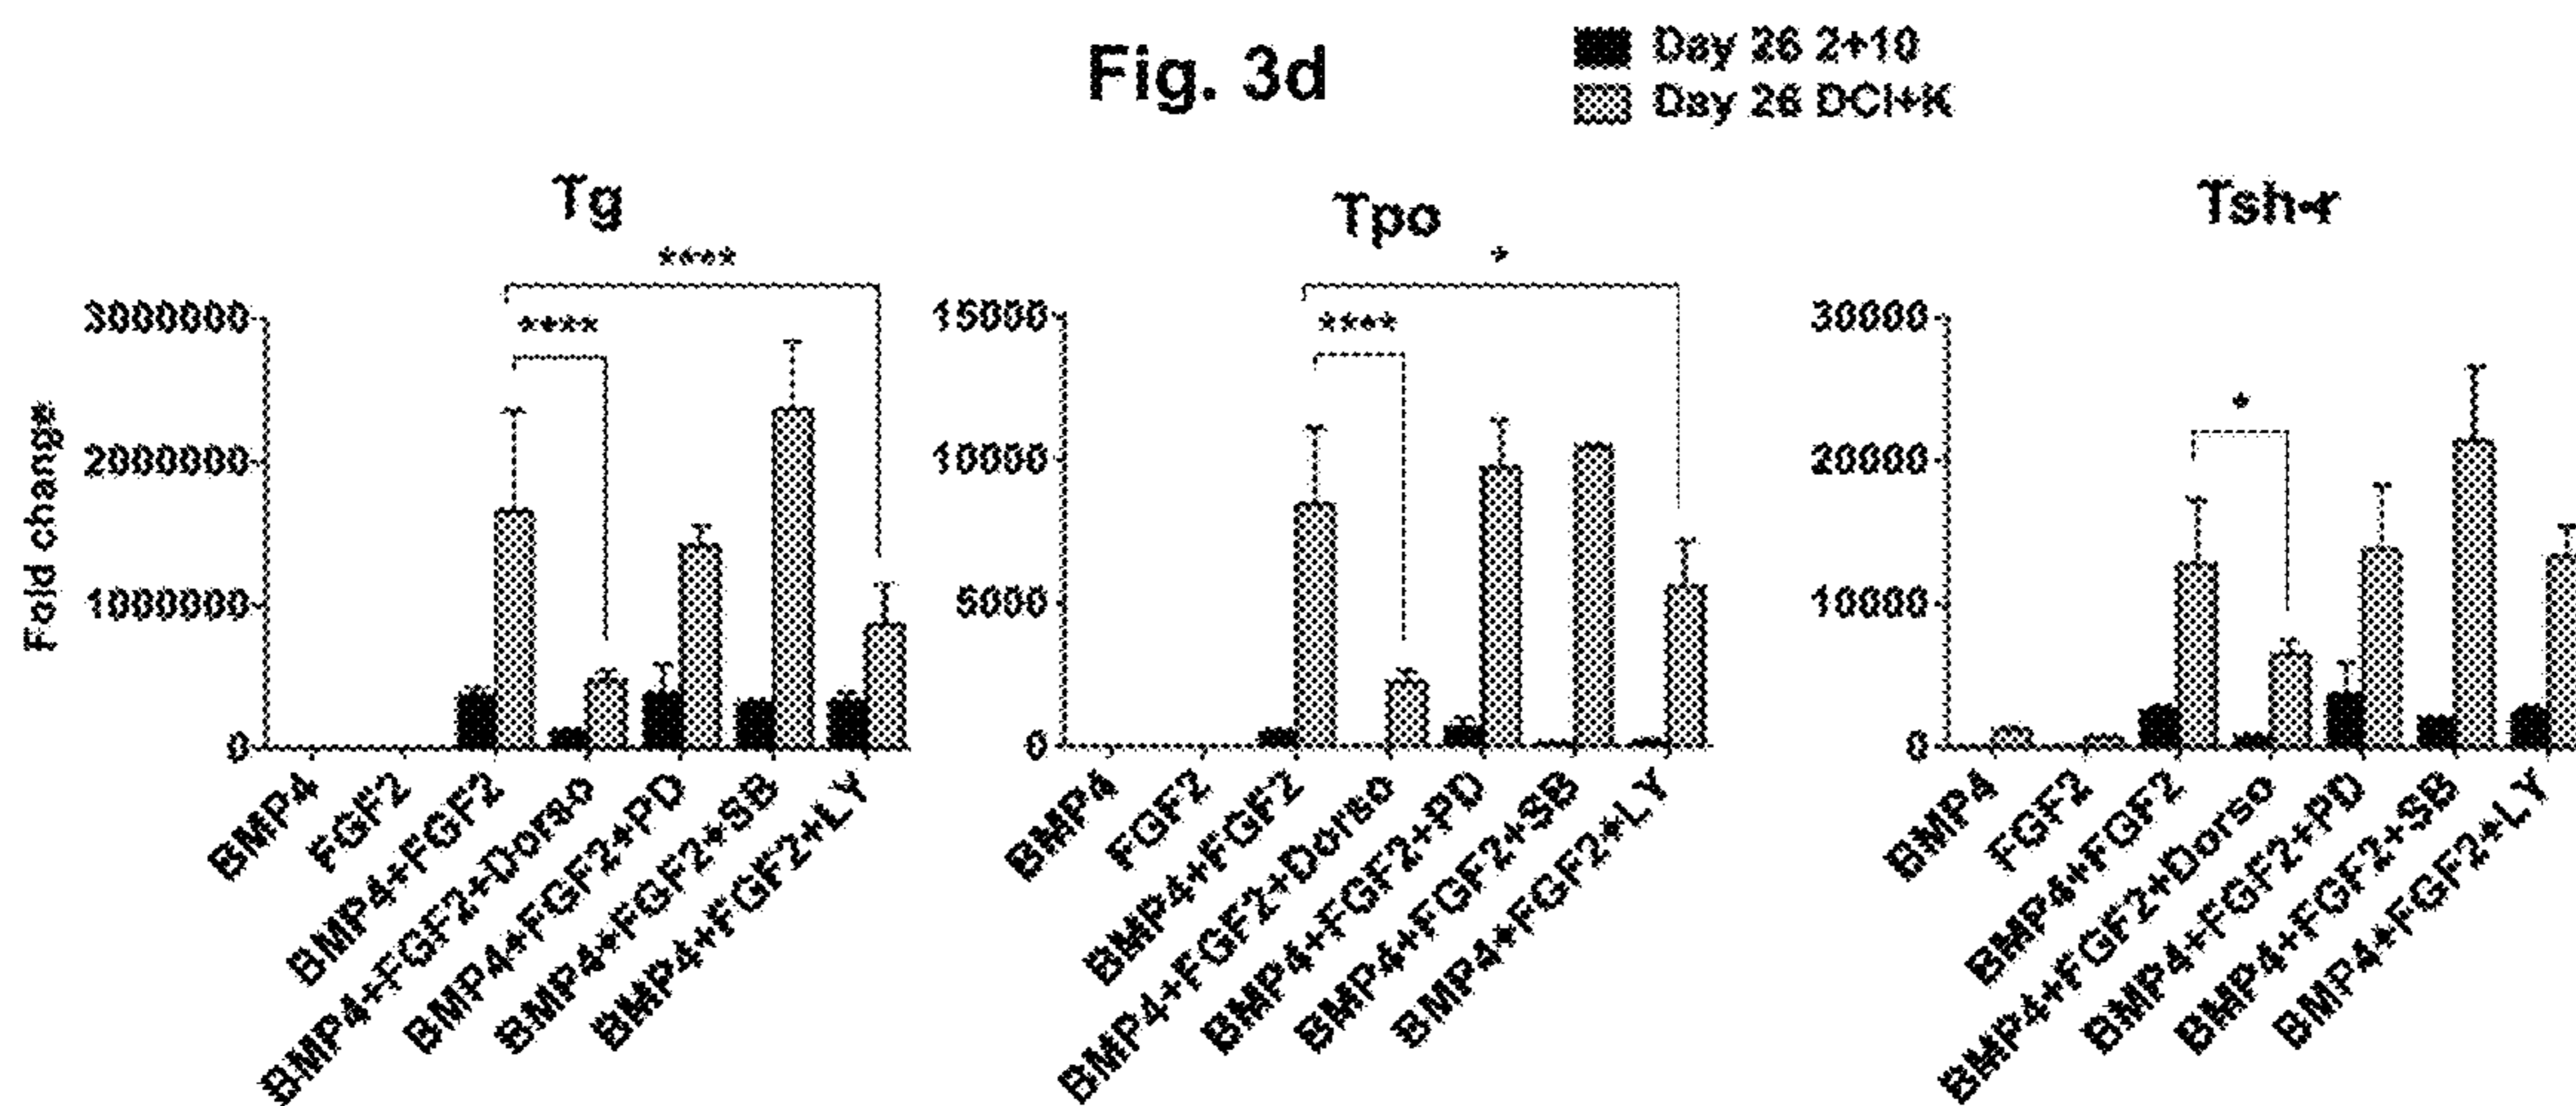 Fig. 3d
Day 26 2+10
Day 26 DCI+K
Tg
****
****
3000000
2000000
1000000
0
Fold change
BMP4
FGF2
BMP4+FGF2
BMP4+FGF2+Dorso
BMP4+FGF2+PD
BMP4+FGF2+SB
BMP4+FGF2+LY
Tpo
*
****
15000
10000
5000
0
BMP4
FGF2
BMP4+FGF2
BMP4+FGF2+Dorso
BMP4+FGF2+PD
BMP4+FGF2+SB
BMP4+FGF2+LY
Tsh-r
*
30000
20000
10000
0
BMP4
FGF2
BMP4+FGF2
BMP4+FGF2+Dorso
BMP4+FGF2+PD
BMP4+FGF2+SB
BMP4+FGF2+LY